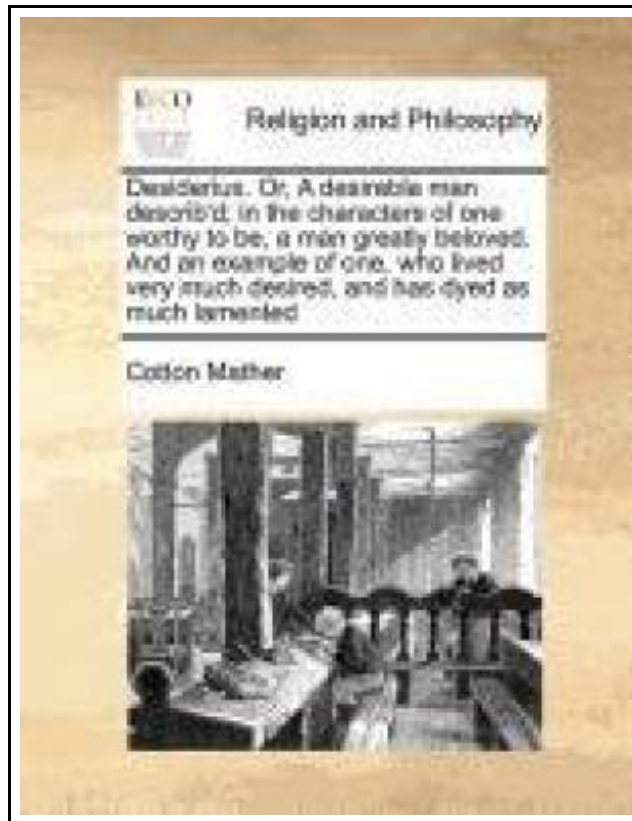 ECCO
Religion and Philosophy
Desiderius. Or, A desirable man
describ'd, in the characters of one
worthy to be, a man greatly beloved.
And an example of one, who lived
very much desired, and has dyed as
much lamented
Cotton Mather